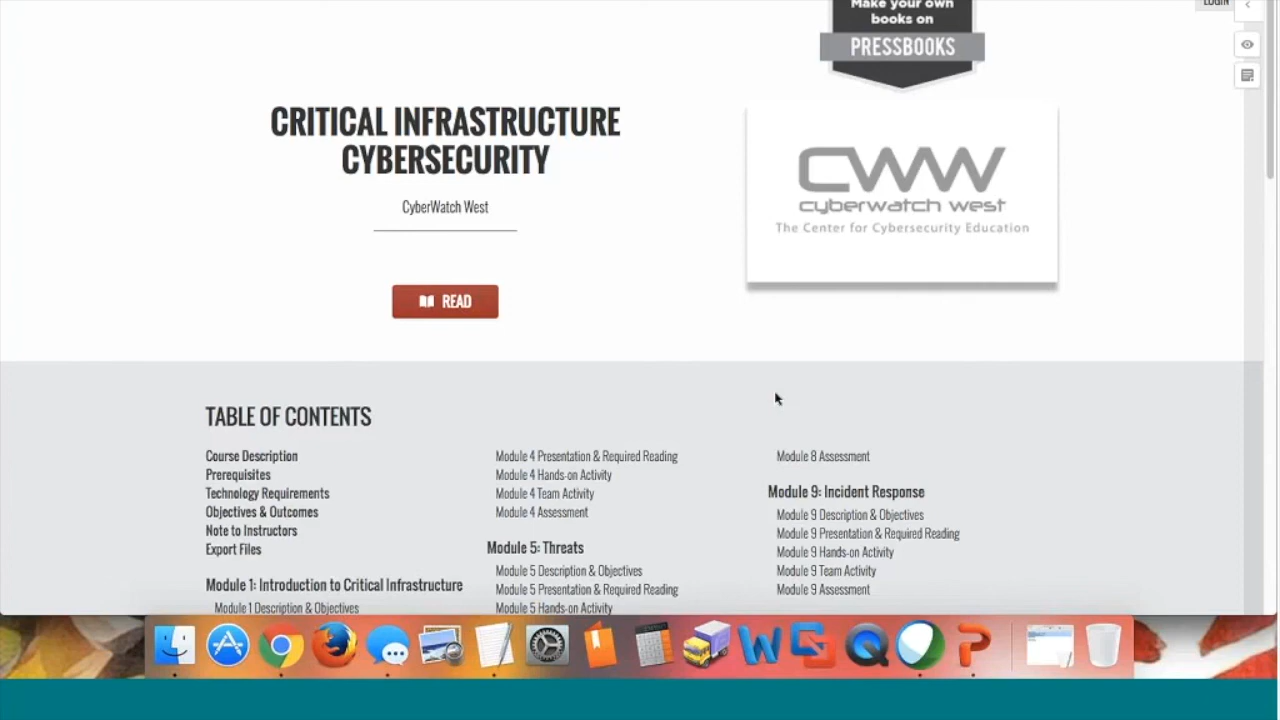 LOGIN
Make your own
books on
PRESSBOOKS
CRITICAL INFRASTRUCTURE
CYBERSECURITY
CyberWatch West
READ
CWW
cyberwatch west
The Center for Cybersecurity Education
TABLE OF CONTENTS
Course Description
Prerequisites
Technology Requirements
Objectives & Outcomes
Note to Instructors
Export Files
Module 1: Introduction to Critical Infrastructure
Module 1 Description & Objectives
Module 4 Presentation & Required Reading
Module 4 Hands-on Activity
Module 4 Team Activity
Module 4 Assessment
Module 5: Threats
Module 5 Description & Objectives
Module 5 Presentation & Required Reading
Module 5 Hands-on Activity
Module 8 Assessment
Module 9: Incident Response
Module 9 Description & Objectives
Module 9 Presentation & Required Reading
Module 9 Hands-on Activity
Module 9 Team Activity
Module 9 Assessment